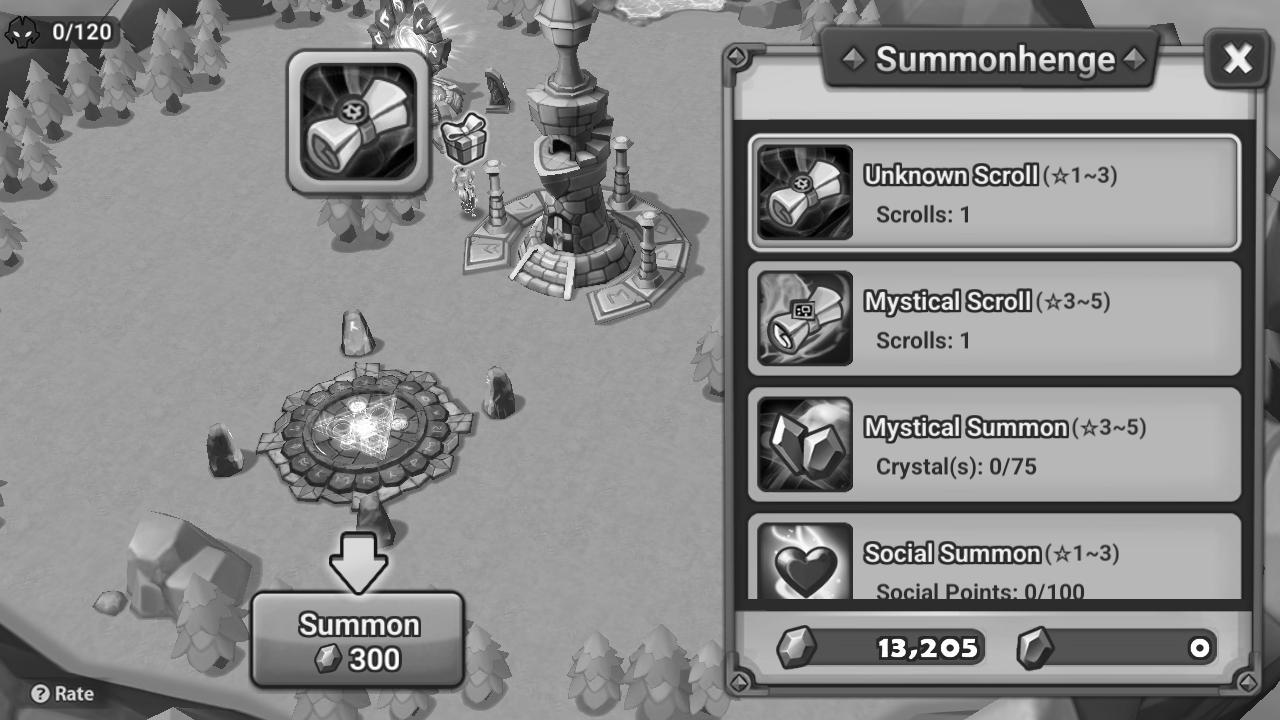 0/120
Summonhenge
X
Unknown Scroll(☆1~3)
Scrolls: 1
Mystical Scroll(☆3~5)
Scrolls: 1
Mystical Summon(☆3~5)
Crystal(s): 0/75
Social Summon(☆1~3)
Social Points: 0/100
Summon
300
13,205
0
? Rate